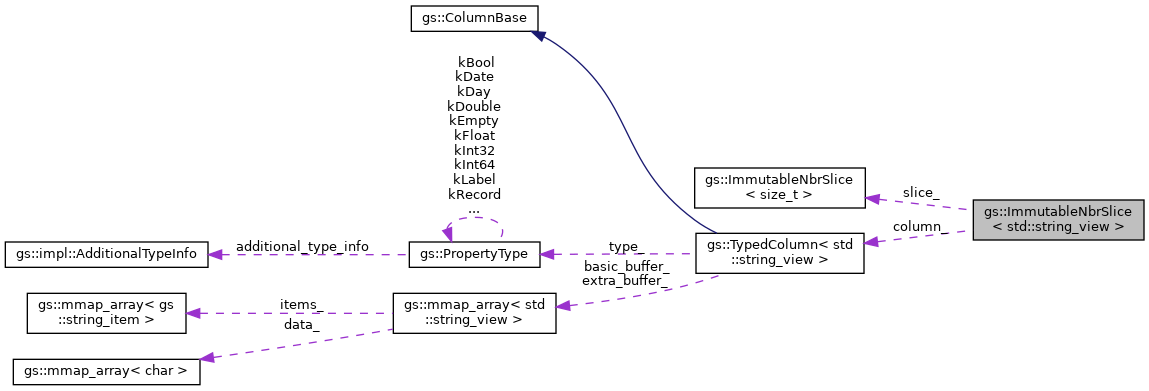 gs::ColumnBase
kBool
kDate
kDay
kDouble
kEmpty
kFloat
kInt32
kInt64
kLabel
kRecord
...
gs::ImmutableNbrSlice
< size_t >
slice_
gs::ImmutableNbrSlice
< std::string_view >
column_
gs::impl::AdditionalTypeInfo
additional_type_info
gs::PropertyType
type_
gs::TypedColumn< std
::string_view >
basic_buffer_
extra_buffer_
gs::mmap_array< gs
::string_item >
items_
gs::mmap_array< std
::string_view >
data_
gs::mmap_array< char >